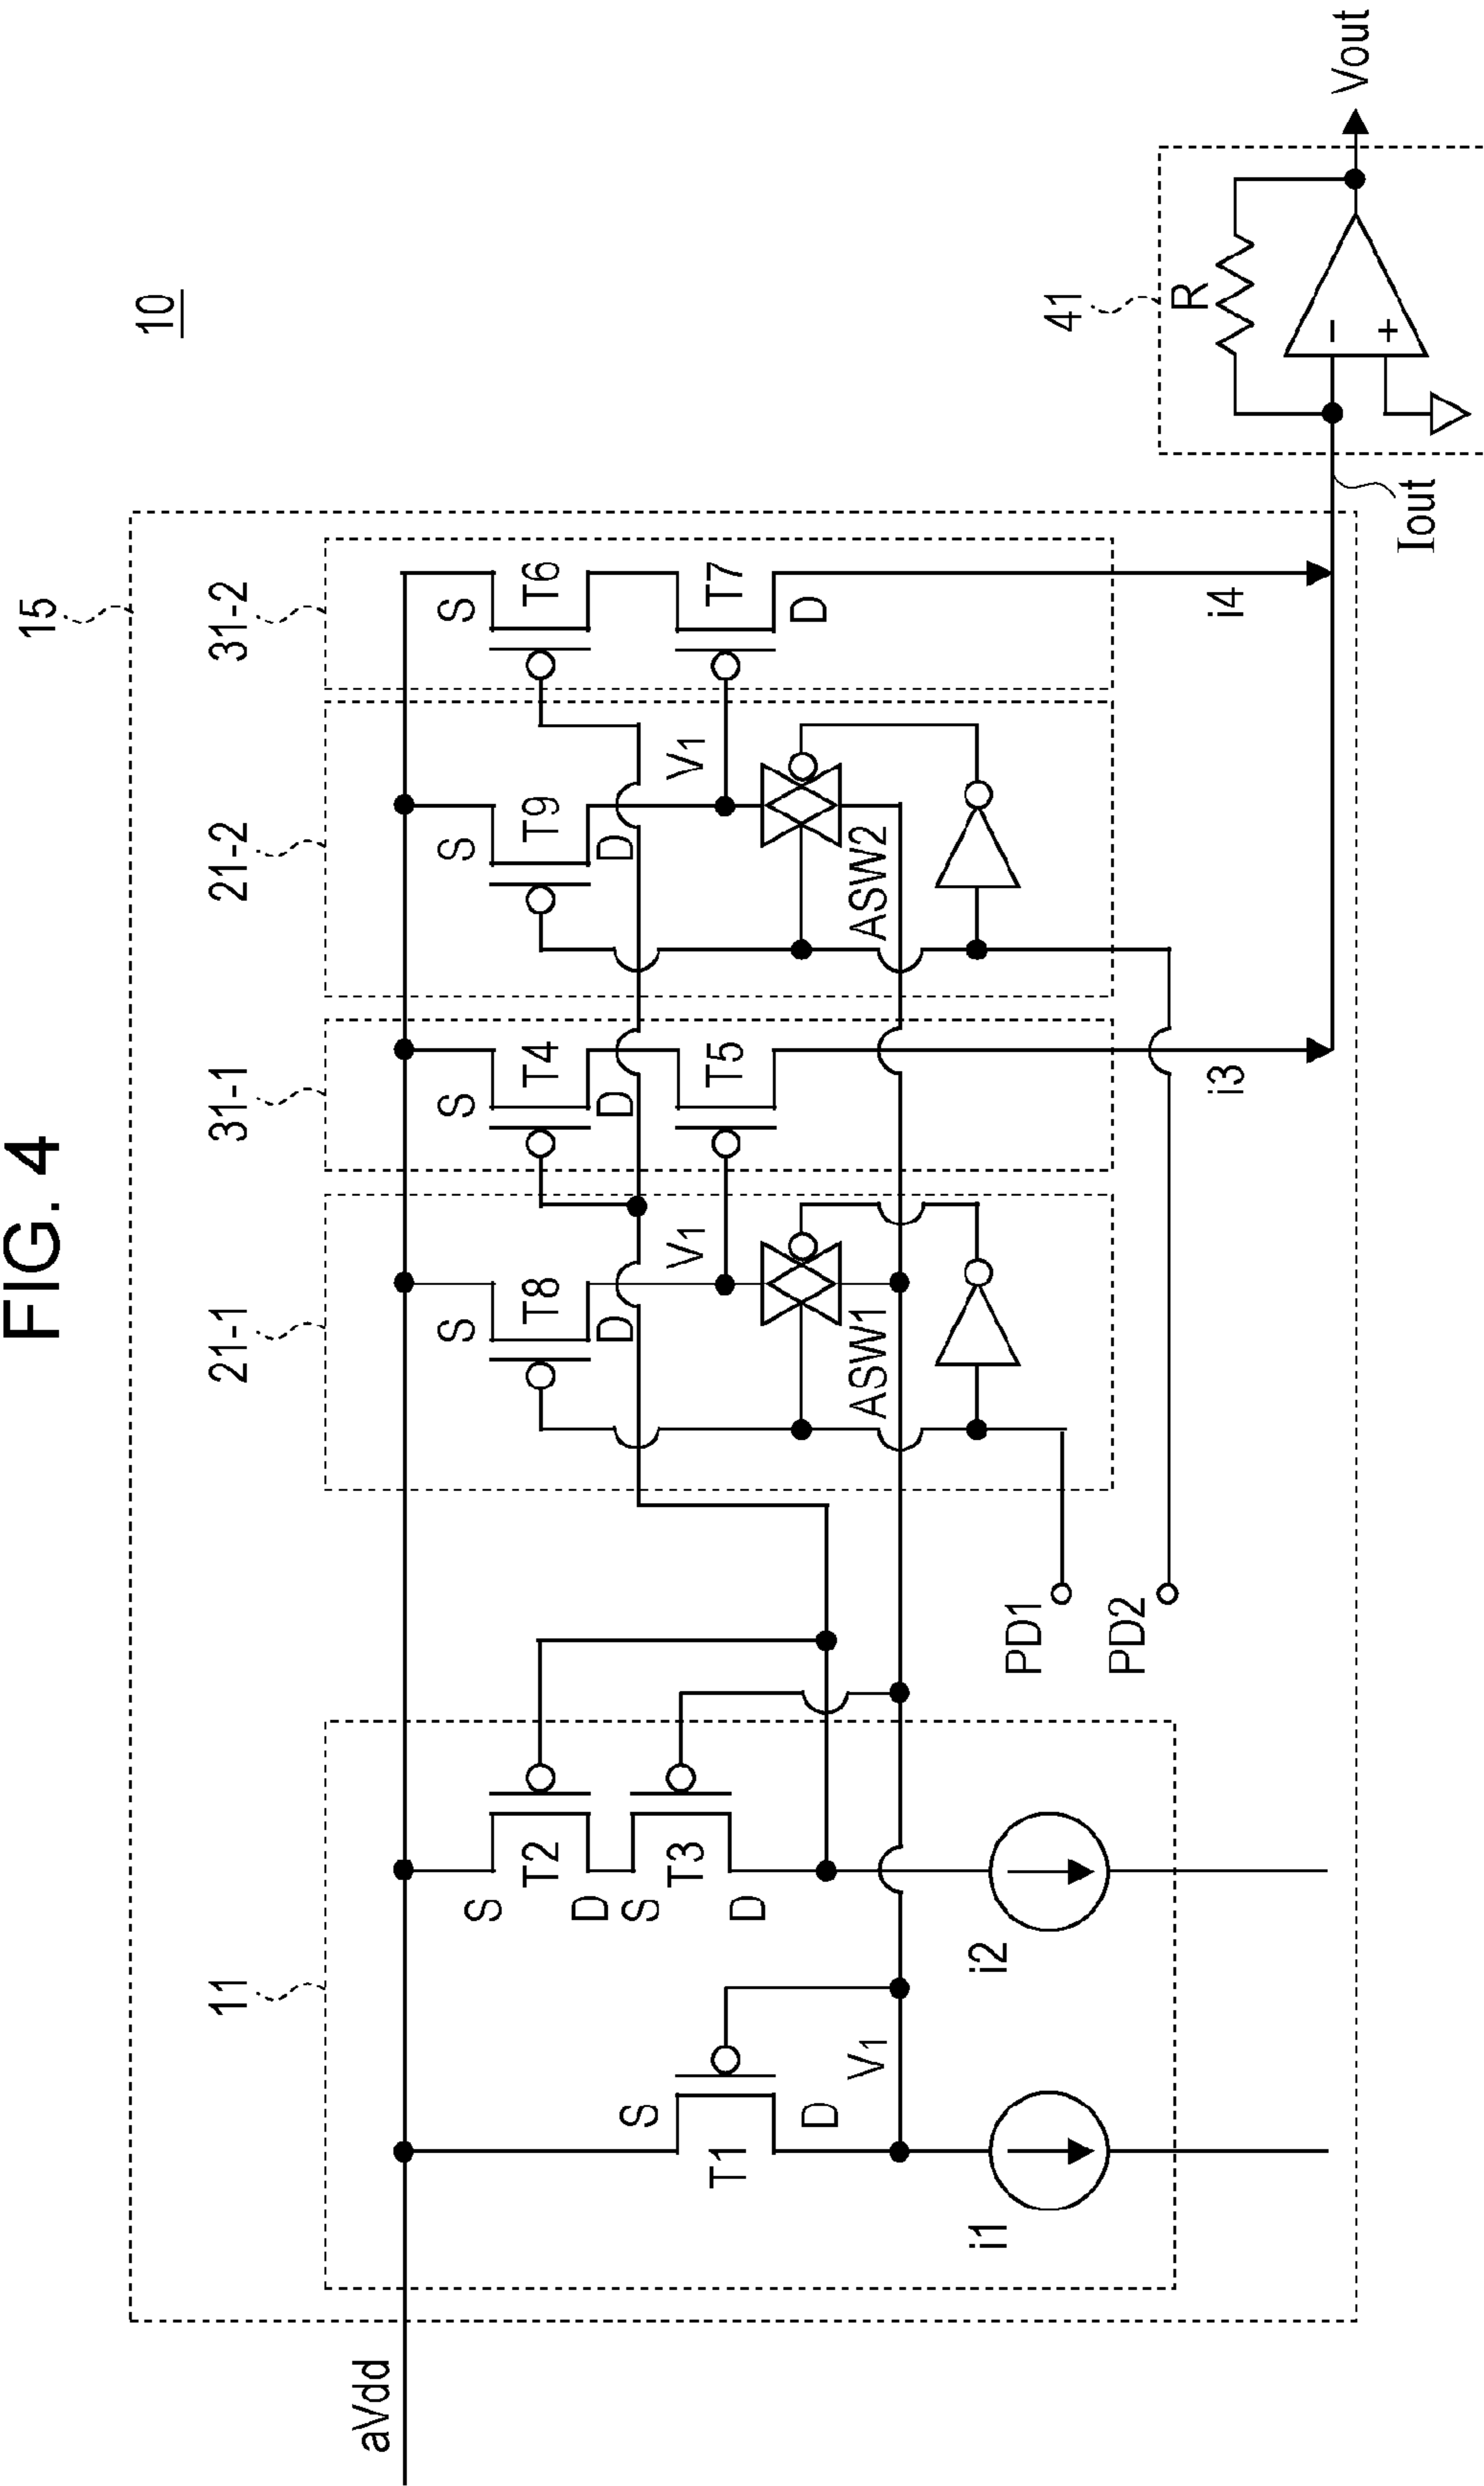 FIG. 4
10
15
11
21-1
31-1
21-2
31-2
41
aVdd
S
T2
D
S
T3
D
S
T1
D
V1
i1
i2
S
T8
D
V1
ASW1
S
T4
D
T5
S
T9
D
V1
ASW2
S
T6
T7
D
PD1
PD2
i3
i4
Iout
R
−
+
Vout